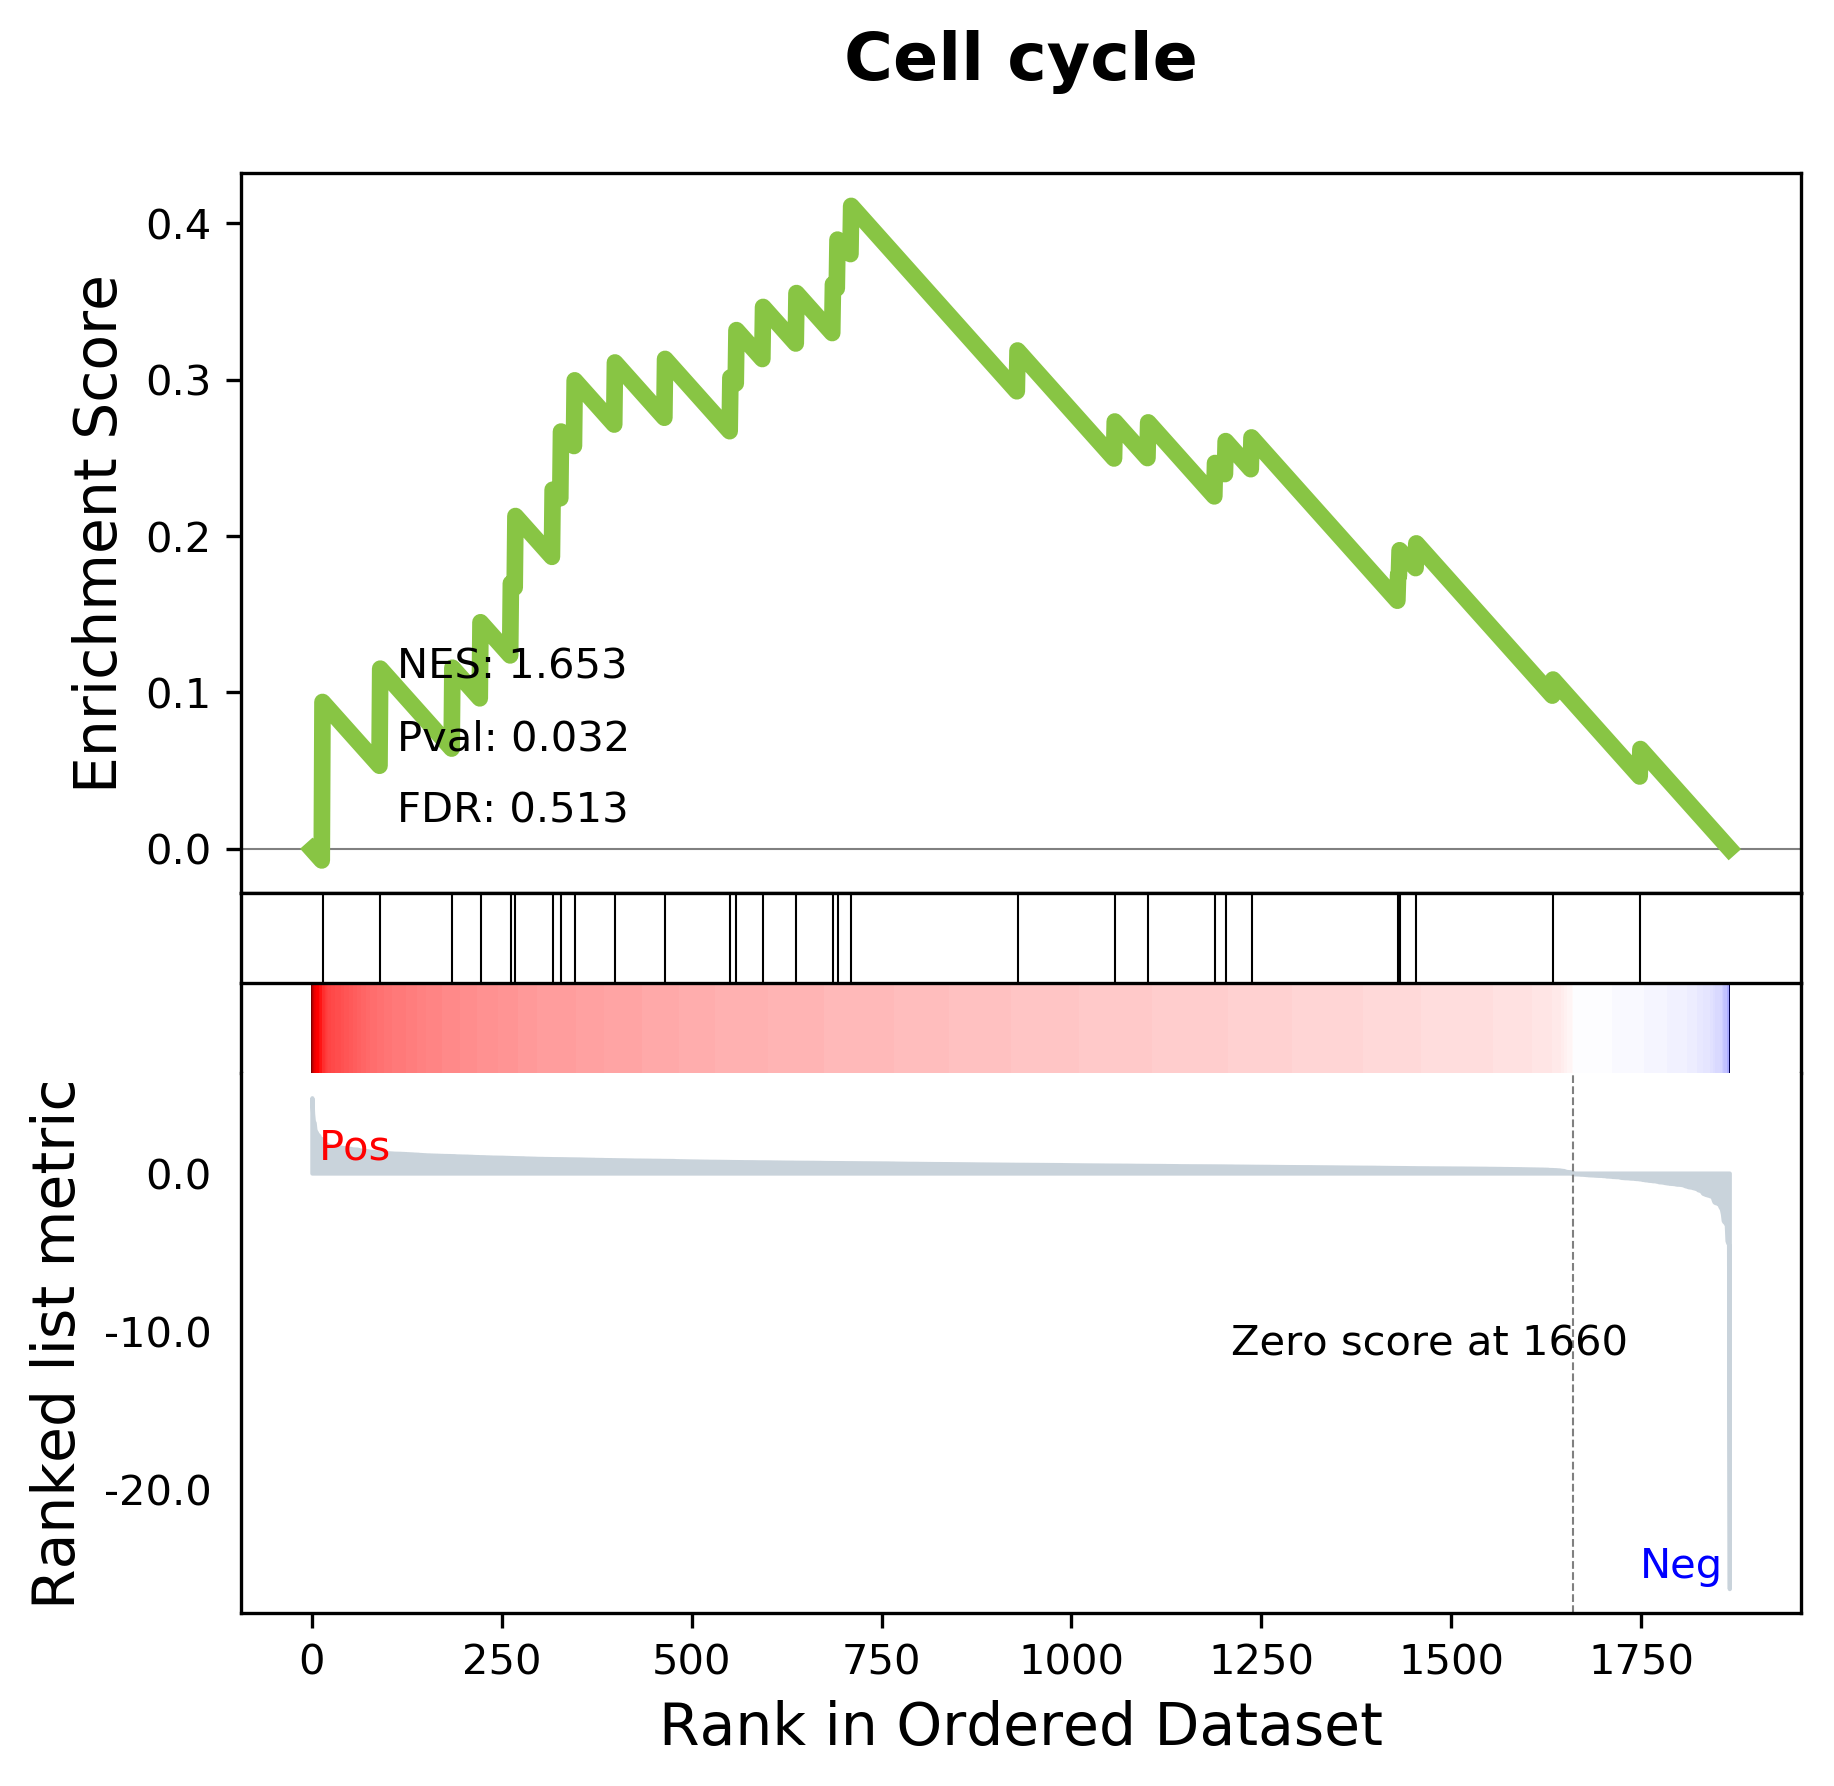 Cell cycle
Enrichment Score
0.4
0.3
0.2
0.1
0.0
NES: 1.653
Pval: 0.032
FDR: 0.513
Ranked list metric
0.0
-10.0
-20.0
Pos
Zero score at 1660
Neg
0 250 500 750 1000 1250 1500 1750
Rank in Ordered Dataset